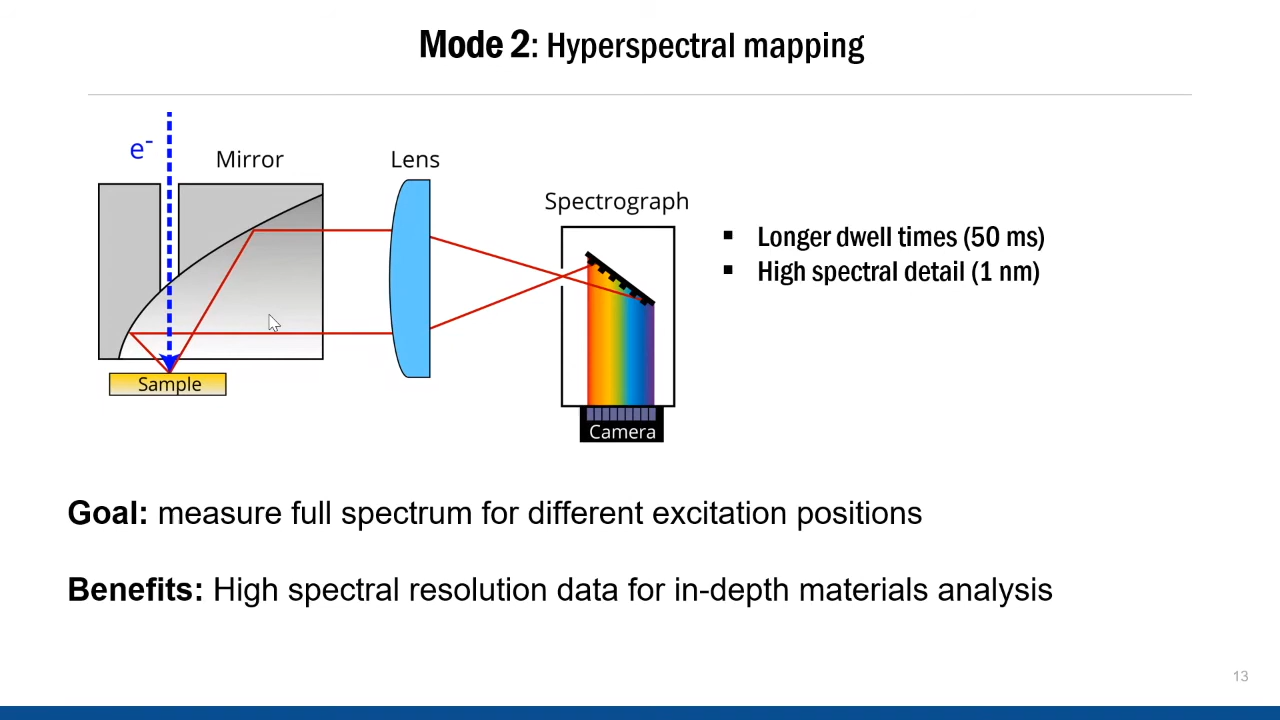 Mode 2: Hyperspectral mapping
e-
Mirror
Lens
Spectrograph
▪ Longer dwell times (50 ms)
▪ High spectral detail (1 nm)
Sample
Camera
Goal: measure full spectrum for different excitation positions
Benefits: High spectral resolution data for in-depth materials analysis
13